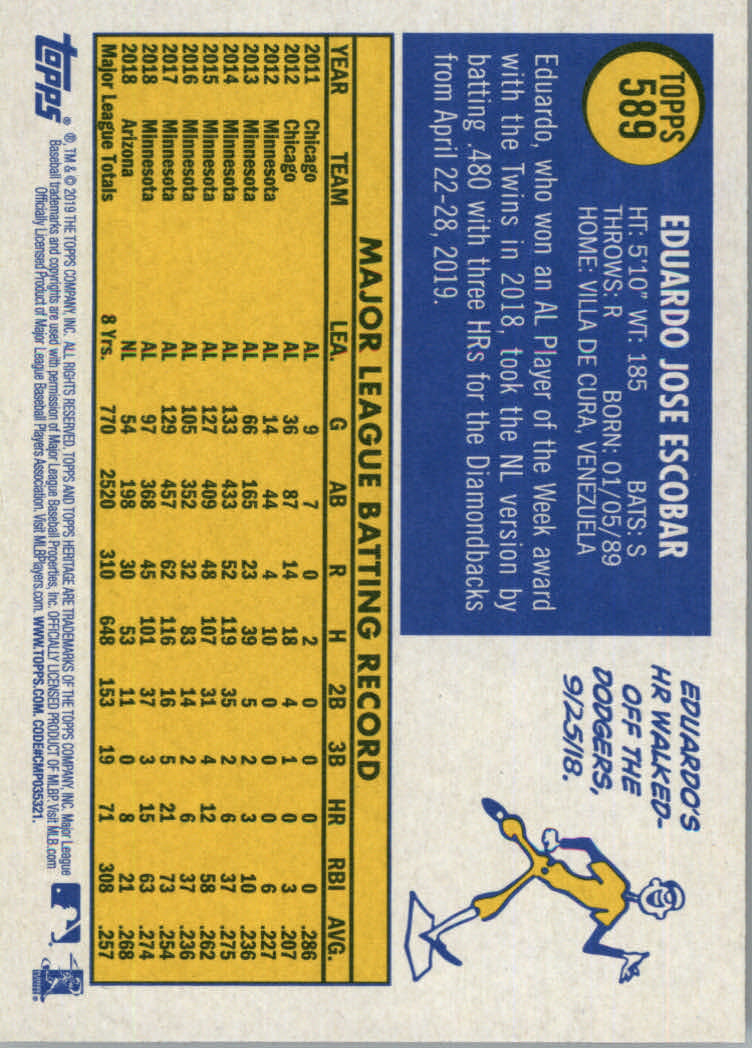 TOPPS
589
EDUARDO JOSE ESCOBAR
HT: 5'10" WT: 185 BATS: S
THROWS: R BORN: 01/05/89
HOME: VILLA DE CURA, VENEZUELA
Eduardo, who won an AL Player of the Week award
with the Twins in 2018, took the NL version by
batting .480 with three HRs for the Diamondbacks
from April 22-28, 2019.
EDUARDO'S
HR WALKED-
OFF THE
DODGERS,
9/25/18.
MAJOR LEAGUE BATTING RECORD
YEAR TEAM LEA. G AB R H 2B 3B HR RBI AVG.
2011 Chicago AL 9 7 0 2 0 0 0 0 .286
2012 Chicago AL 36 87 14 18 4 1 0 3 .207
2012 Minnesota AL 14 44 4 10 0 0 0 6 .227
2013 Minnesota AL 66 165 23 39 5 2 3 10 .236
2014 Minnesota AL 133 433 52 119 35 2 6 37 .275
2015 Minnesota AL 127 409 48 107 31 4 12 58 .262
2016 Minnesota AL 105 352 32 83 14 2 6 37 .236
2017 Minnesota AL 129 457 62 116 16 5 21 73 .254
2018 Minnesota AL 97 368 45 101 37 3 15 63 .274
2018 Arizona NL 54 198 30 53 11 0 8 21 .268
Major League Totals 8 Yrs. 770 2520 310 648 153 19 71 308 .257
topps®
®, TM & © 2019 THE TOPPS COMPANY, INC. ALL RIGHTS RESERVED. TOPPS AND TOPPS HERITAGE ARE TRADEMARKS OF THE TOPPS COMPANY, INC. Major League
Baseball trademarks and copyrights are used with permission of Major League Baseball Properties, Inc. OFFICIALLY LICENSED PRODUCT OF MLBP. Visit MLB.com
Officially Licensed Product of Major League Baseball Players Association. Visit MLBPlayers.com. WWW.TOPPS.COM. CODE#CMP035321.